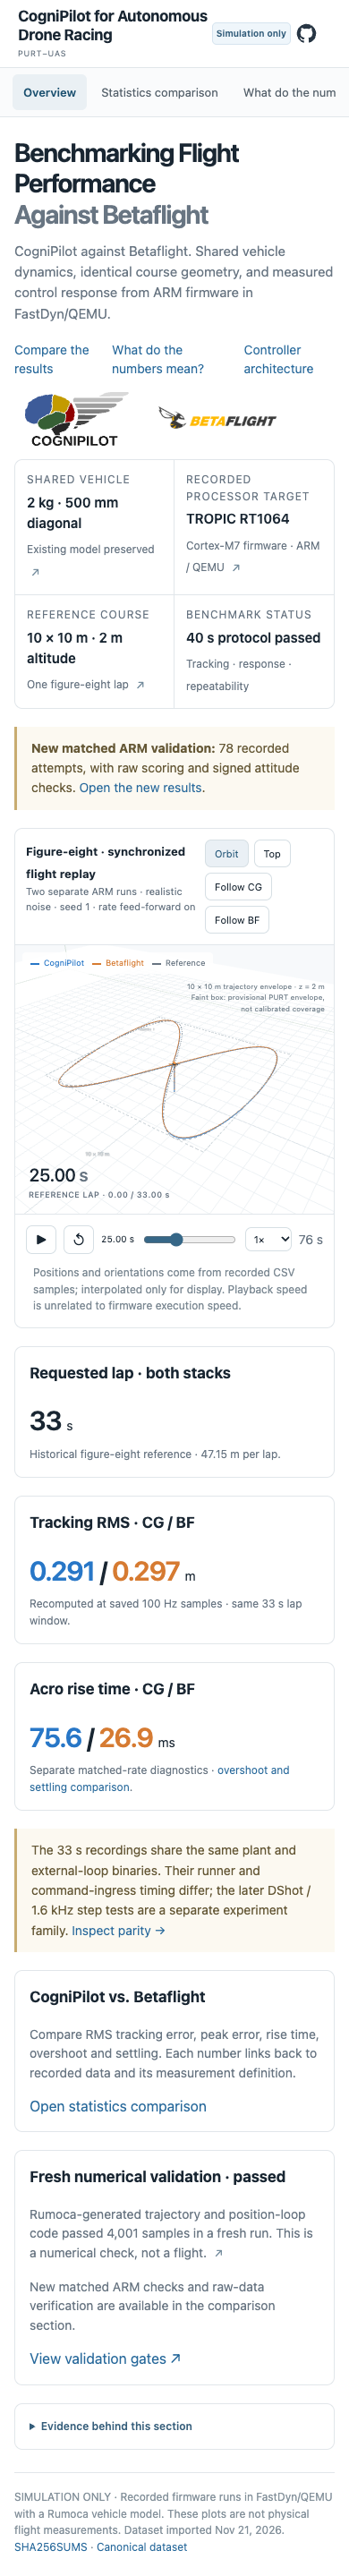 CogniPilot for Autonomous
Drone Racing
PURT-UAS
Simulation only
Overview
Statistics comparison
What do the num
Benchmarking Flight
Performance
Against Betaflight
CogniPilot against Betaflight. Shared vehicle
dynamics, identical course geometry, and measured
control response from ARM firmware in
FastDyn/QEMU.
Compare the
results
What do the
numbers mean?
Controller
architecture
COGNIPILOT
BETAFLIGHT
SHARED VEHICLE
2 kg · 500 mm
diagonal
Existing model preserved
↗
RECORDED
PROCESSOR TARGET
TROPIC RT1064
Cortex-M7 firmware · ARM
/ QEMU ↗
REFERENCE COURSE
10 × 10 m · 2 m
altitude
One figure-eight lap ↗
BENCHMARK STATUS
40 s protocol passed
Tracking · response ·
repeatability
New matched ARM validation: 78 recorded
attempts, with raw scoring and signed attitude
checks. Open the new results.
Figure-eight · synchronized
flight replay
Two separate ARM runs · realistic
noise · seed 1 · rate feed-forward on
Orbit
Top
Follow CG
Follow BF
CogniPilot
Betaflight
Reference
10 × 10 m trajectory envelope · z = 2 m
Faint box: provisional PURT envelope,
not calibrated coverage
25.00 s
REFERENCE LAP · 0.00 / 33.00 s
25.00 s
1×
76 s
Positions and orientations come from recorded CSV
samples; interpolated only for display. Playback speed
is unrelated to firmware execution speed.
Requested lap · both stacks
33 s
Historical figure-eight reference · 47.15 m per lap.
Tracking RMS · CG / BF
0.291 / 0.297 m
Recomputed at saved 100 Hz samples · same 33 s lap
window.
Acro rise time · CG / BF
75.6 / 26.9 ms
Separate matched-rate diagnostics · overshoot and
settling comparison.
The 33 s recordings share the same plant and
external-loop binaries. Their runner and
command-ingress timing differ; the later DShot /
1.6 kHz step tests are a separate experiment
family. Inspect parity →
CogniPilot vs. Betaflight
Compare RMS tracking error, peak error, rise time,
overshoot and settling. Each number links back to
recorded data and its measurement definition.
Open statistics comparison
Fresh numerical validation · passed
Rumoca-generated trajectory and position-loop
code passed 4,001 samples in a fresh run. This is
a numerical check, not a flight. ↗
New matched ARM checks and raw-data
verification are available in the comparison
section.
View validation gates ↗
Evidence behind this section
SIMULATION ONLY · Recorded firmware runs in FastDyn/QEMU
with a Rumoca vehicle model. These plots are not physical
flight measurements. Dataset imported Nov 21, 2026.
SHA256SUMS · Canonical dataset